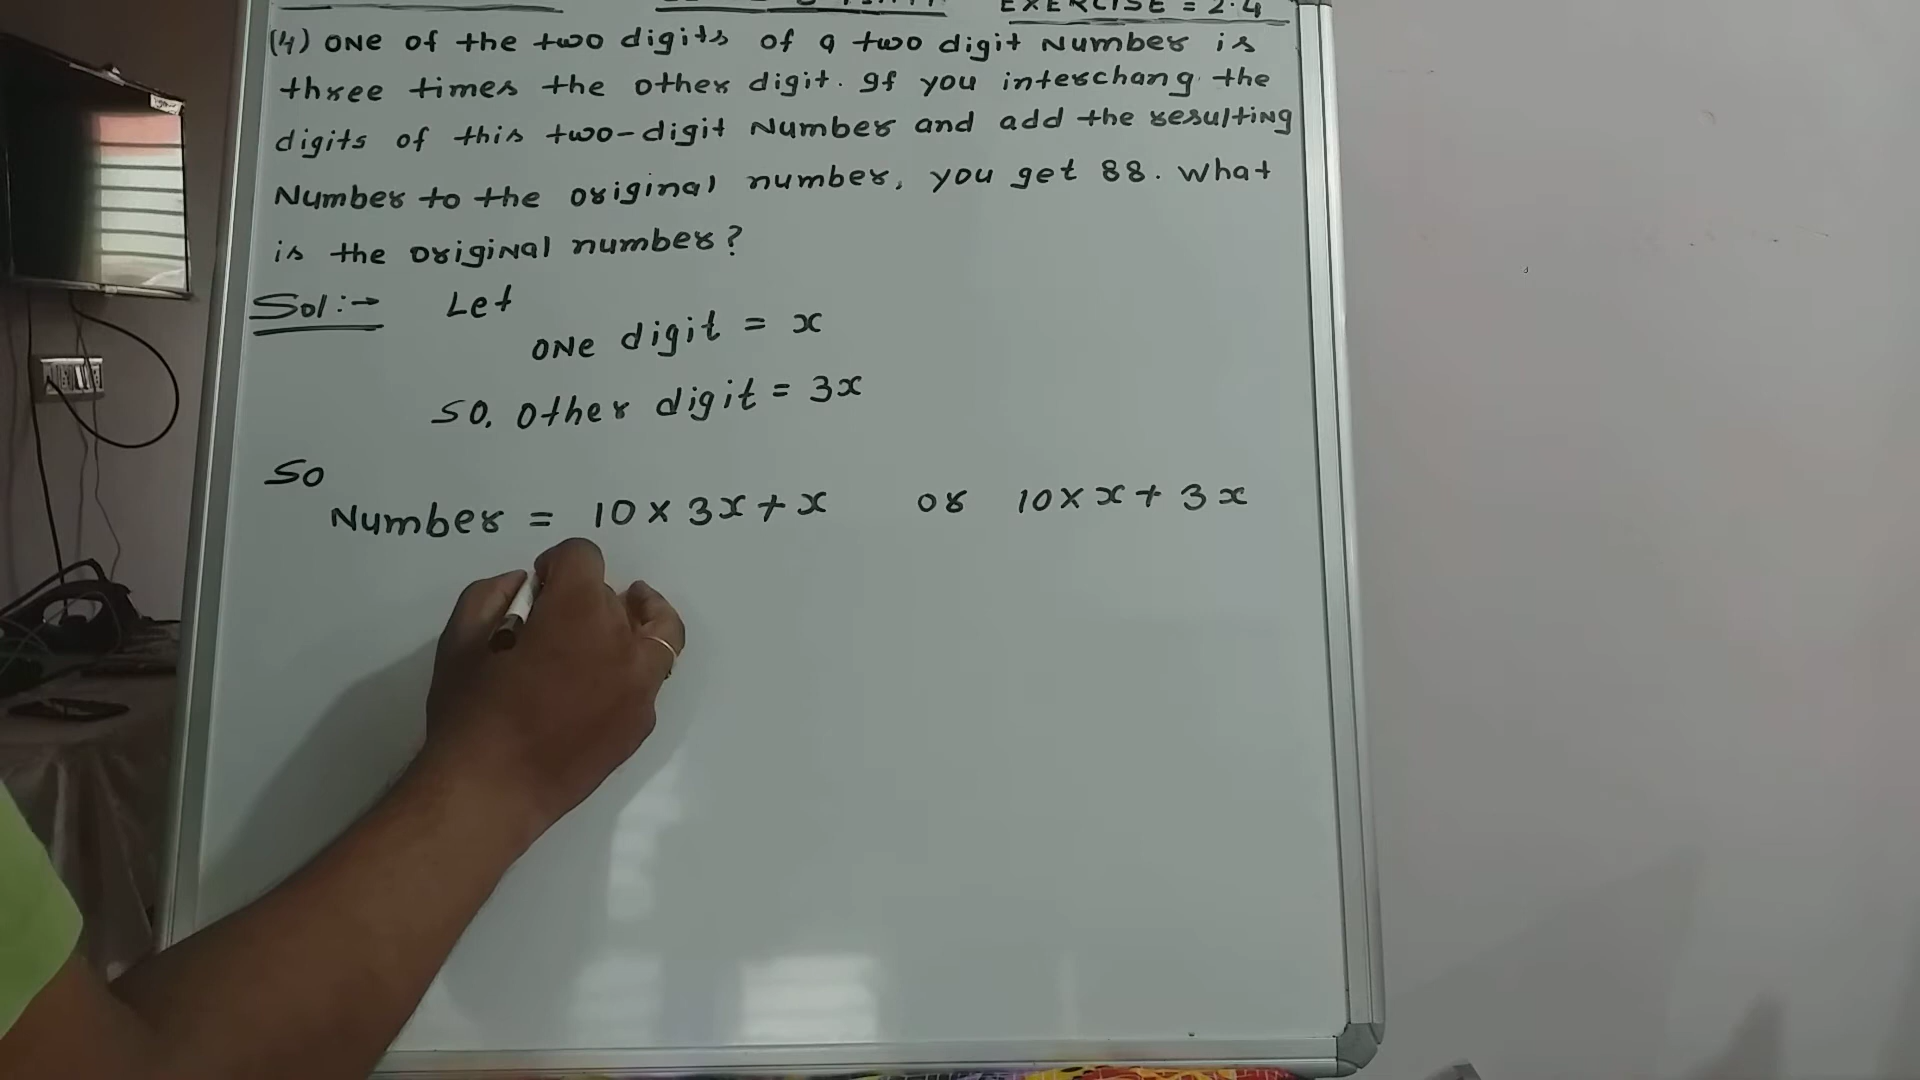 EXERCISE = 2.4
(4) One of the two digits of a two digit Number is
three times the other digit. If you interchang the
digits of this two-digit Number and add the resulting
Number to the original number, you get 88. What
is the original number?
Sol:→ Let
One digit = x
So, Other digit = 3x
So
Number = 10 × 3x + x or 10 × x + 3x